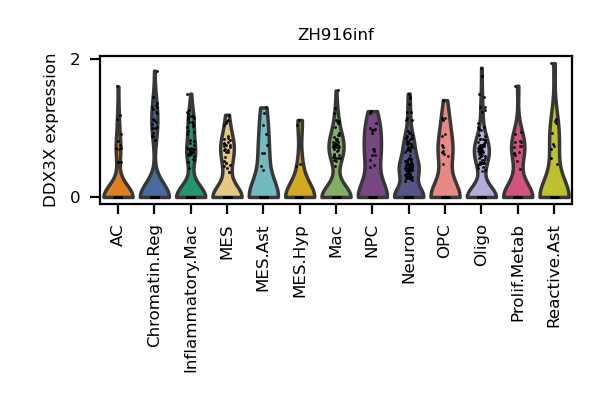 ZH916inf
DDX3X expression
2
0
AC
Chromatin.Reg
Inflammatory.Mac
MES
MES.Ast
MES.Hyp
Mac
NPC
Neuron
OPC
Oligo
Prolif.Metab
Reactive.Ast